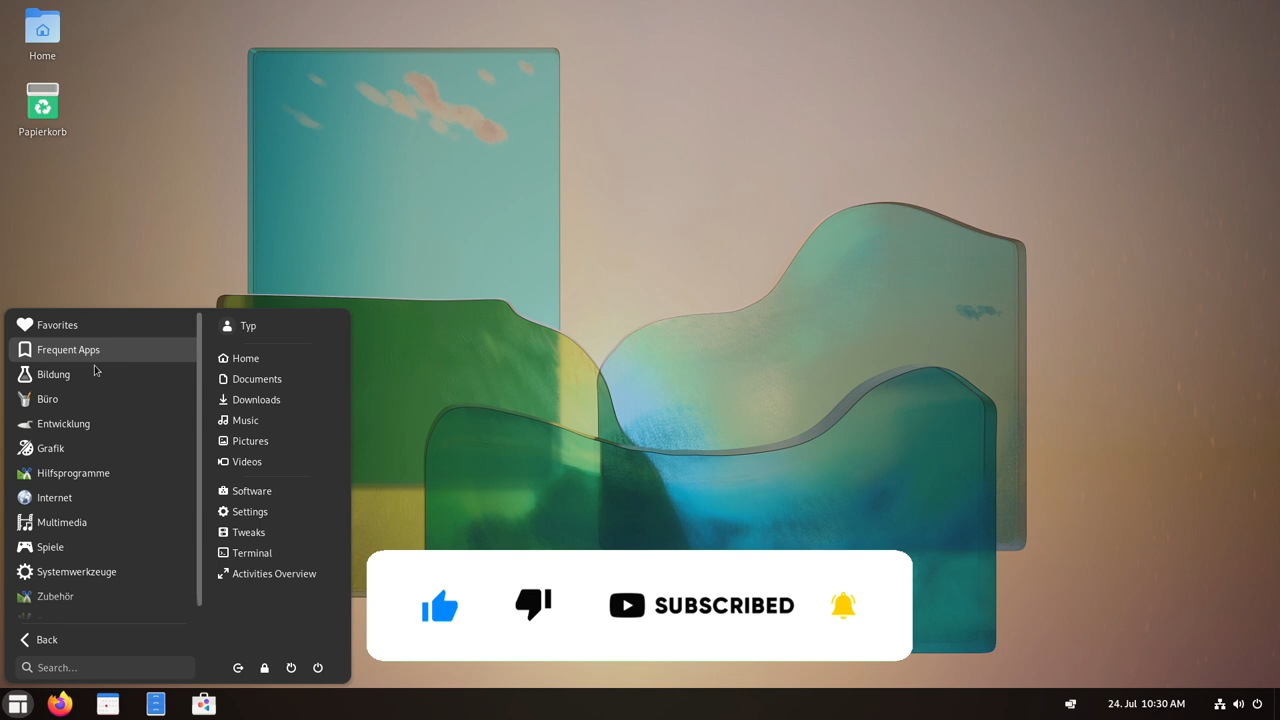 Home
Papierkorb
Favorites
Frequent Apps
Bildung
Büro
Entwicklung
Grafik
Hilfsprogramme
Internet
Multimedia
Spiele
Systemwerkzeuge
Zubehör
Back
Search...
Typ
Home
Documents
Downloads
Music
Pictures
Videos
Software
Settings
Tweaks
Terminal
Activities Overview
SUBSCRIBED
24. Jul 10:30 AM